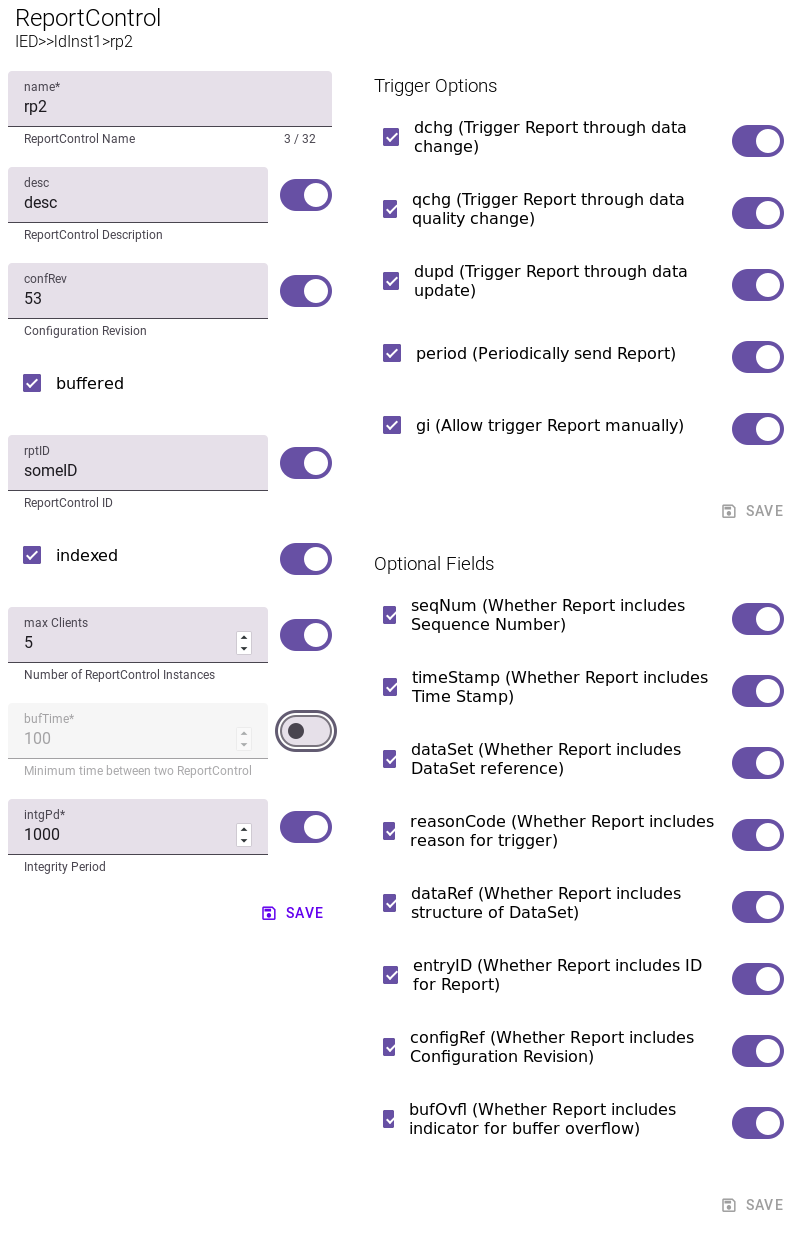 ReportControl
IED>>ldInst1>rp2
name*
rp2
ReportControl Name
3 / 32
desc
desc
ReportControl Description
confRev
53
Configuration Revision
buffered
rptID
someID
ReportControl ID
indexed
max Clients
5
Number of ReportControl Instances
bufTime*
100
Minimum time between two ReportControl
intgPd*
1000
Integrity Period
SAVE
Trigger Options
dchg (Trigger Report through data
change)
qchg (Trigger Report through data
quality change)
dupd (Trigger Report through data
update)
period (Periodically send Report)
gi (Allow trigger Report manually)
SAVE
Optional Fields
seqNum (Whether Report includes
Sequence Number)
timeStamp (Whether Report includes
Time Stamp)
dataSet (Whether Report includes
DataSet reference)
reasonCode (Whether Report includes
reason for trigger)
dataRef (Whether Report includes
structure of DataSet)
entryID (Whether Report includes ID
for Report)
configRef (Whether Report includes
Configuration Revision)
bufOvfl (Whether Report includes
indicator for buffer overflow)
SAVE